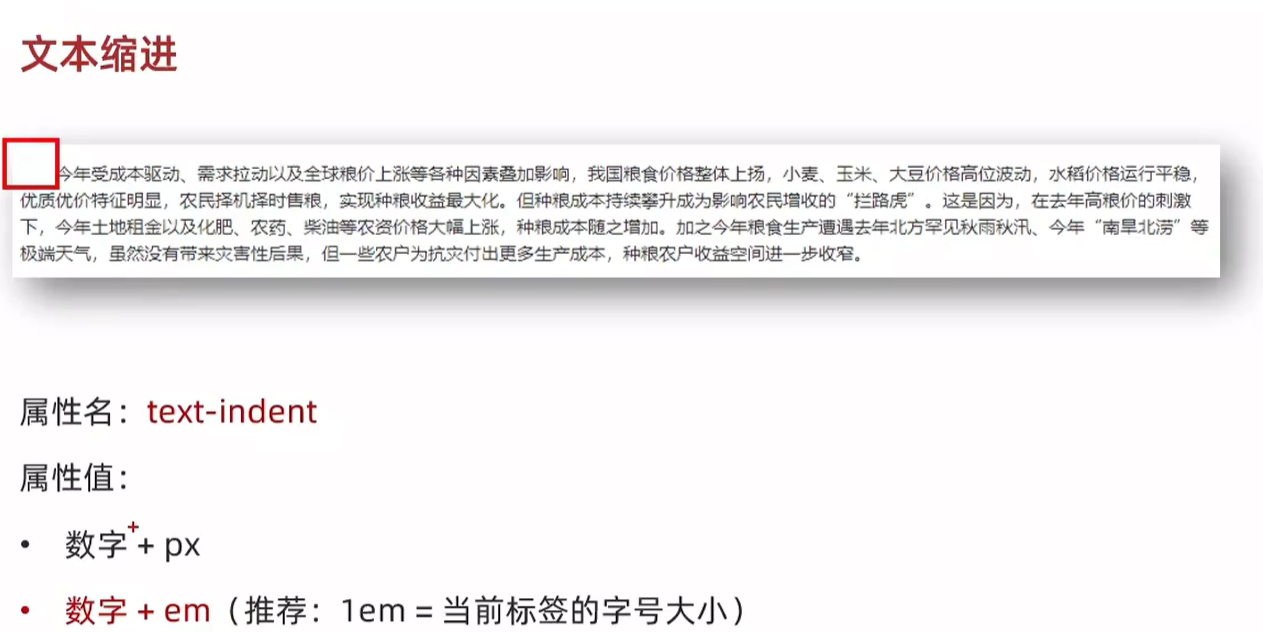 文本缩进
今年受成本驱动、需求拉动以及全球粮价上涨等各种因素叠加影响，我国粮食价格整体上扬，小麦、玉米、大豆价格高位波动，水稻价格运行平稳，
优质优价特征明显，农民择机择时售粮，实现种粮收益最大化。但种粮成本持续攀升成为影响农民增收的“拦路虎”。这是因为，在去年高粮价的刺激
下，今年土地租金以及化肥、农药、柴油等农资价格大幅上涨，种粮成本随之增加。加之今年粮食生产遭遇去年北方罕见秋雨秋汛、今年“南旱北涝”等
极端天气，虽然没有带来灾害性后果，但一些农户为抗灾付出更多生产成本，种粮农户收益空间进一步收窄。
属性名：text-indent
属性值：
• 数字 + px
• 数字 + em（推荐：1em = 当前标签的字号大小）